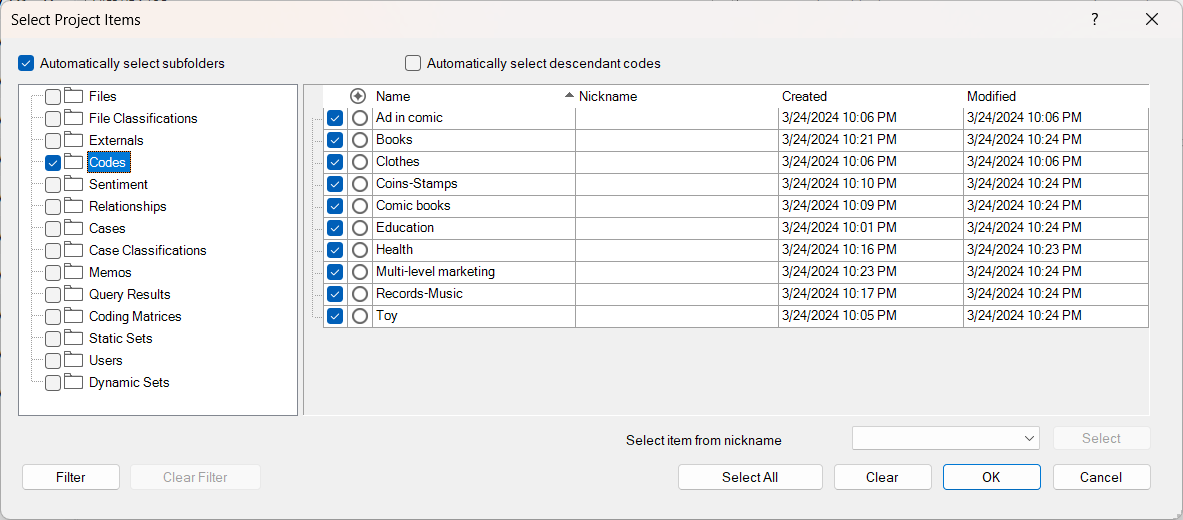 Select Project Items
?
Automatically select subfolders
Automatically select descendant codes
Files
File Classifications
Externals
Codes
Sentiment
Relationships
Cases
Case Classifications
Memos
Query Results
Coding Matrices
Static Sets
Users
Dynamic Sets
Name Nickname Created Modified
Ad in comic 3/24/2024 10:06 PM 3/24/2024 10:06 PM
Books 3/24/2024 10:21 PM 3/24/2024 10:24 PM
Clothes 3/24/2024 10:06 PM 3/24/2024 10:06 PM
Coins-Stamps 3/24/2024 10:10 PM 3/24/2024 10:24 PM
Comic books 3/24/2024 10:09 PM 3/24/2024 10:24 PM
Education 3/24/2024 10:01 PM 3/24/2024 10:24 PM
Health 3/24/2024 10:16 PM 3/24/2024 10:23 PM
Multi-level marketing 3/24/2024 10:23 PM 3/24/2024 10:24 PM
Records-Music 3/24/2024 10:17 PM 3/24/2024 10:24 PM
Toy 3/24/2024 10:05 PM 3/24/2024 10:24 PM
Select item from nickname
Select
Filter
Clear Filter
Select All
Clear
OK
Cancel